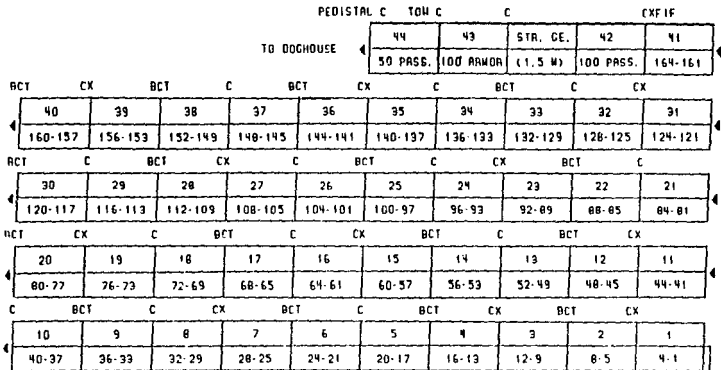 PEDISTAL C TOW C C CXFIF
44 43 STR. GE. 42 41
TO DOGHOUSE
50 PASS. 100 ARMOR (1.5 M) 100 PASS. 164-161
BCT CX BCT C BCT CX C BCT C CX
40 39 38 37 36 35 34 33 32 31
160-157 156-153 152-149 148-145 144-141 140-137 136-133 132-129 128-125 124-121
BCT C BCT CX C BCT C CX BCT C
30 29 28 27 26 25 24 23 22 21
120-117 116-113 112-109 108-105 104-101 100-97 96-93 92-89 88-85 84-81
BCT CX C BCT C CX BCT C BCT CX
20 19 18 17 16 15 14 13 12 11
80-77 76-73 72-69 68-65 64-61 60-57 56-53 52-49 48-45 44-41
C BCT C CX BCT C BCT CX BCT CX
10 9 8 7 6 5 4 3 2 1
40-37 36-33 32-29 28-25 24-21 20-17 16-13 12-9 8-5 4-1